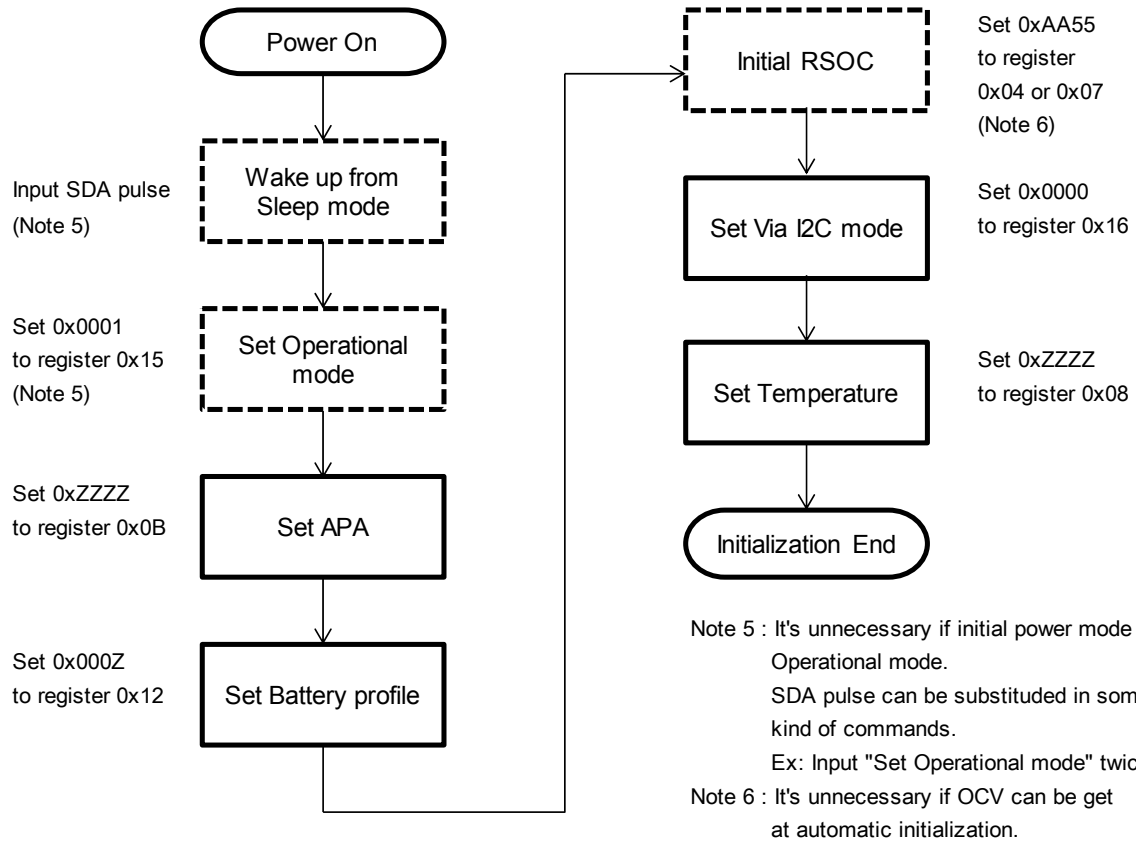 Power On
Input SDA pulse
(Note 5)
Wake up from
Sleep mode
Set 0x0001
to register 0x15
(Note 5)
Set Operational
mode
Set 0xZZZZ
to register 0x0B
Set APA
Set 0x000Z
to register 0x12
Set Battery profile
Initial RSOC
Set 0xAA55
to register
0x04 or 0x07
(Note 6)
Set Via I2C mode
Set 0x0000
to register 0x16
Set Temperature
Set 0xZZZZ
to register 0x08
Initialization End
Note 5 : It's unnecessary if initial power mode
Operational mode.
SDA pulse can be substituded in som
kind of commands.
Ex: Input "Set Operational mode" twic
Note 6 : It's unnecessary if OCV can be get
at automatic initialization.